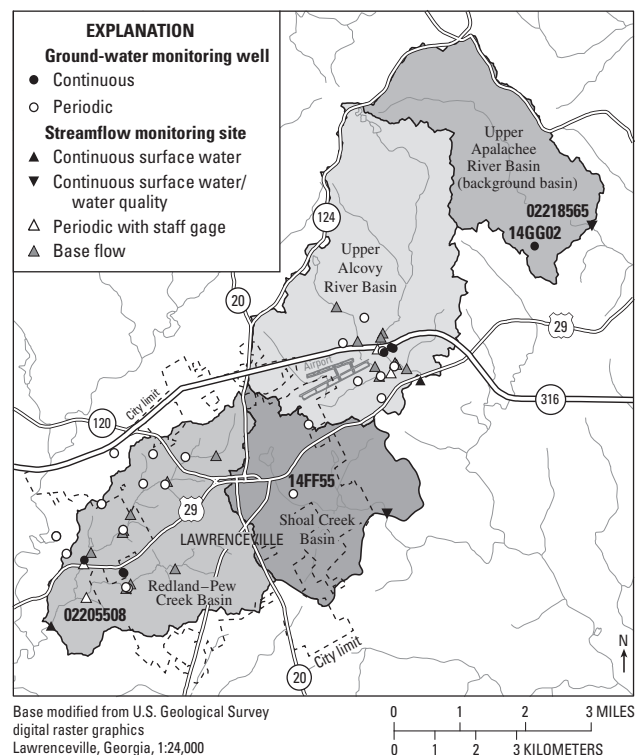 EXPLANATION
Ground-water monitoring well
Continuous
Periodic
Streamflow monitoring site
Continuous surface water
Continuous surface water/
water quality
Periodic with staff gage
Base flow
Upper
Apalachee
River Basin
(background basin)
02218565
14GG02
124
Upper
Alcovy
River Basin
20
29
Airport
316
City limit
120
14FF55
29
Shoal Creek
Basin
LAWRENCEVILLE
Redland–Pew
Creek Basin
02205508
City limit
20
N
Base modified from U.S. Geological Survey
digital raster graphics
Lawrenceville, Georgia, 1:24,000
0 1 2 3 MILES
0 1 2 3 KILOMETERS